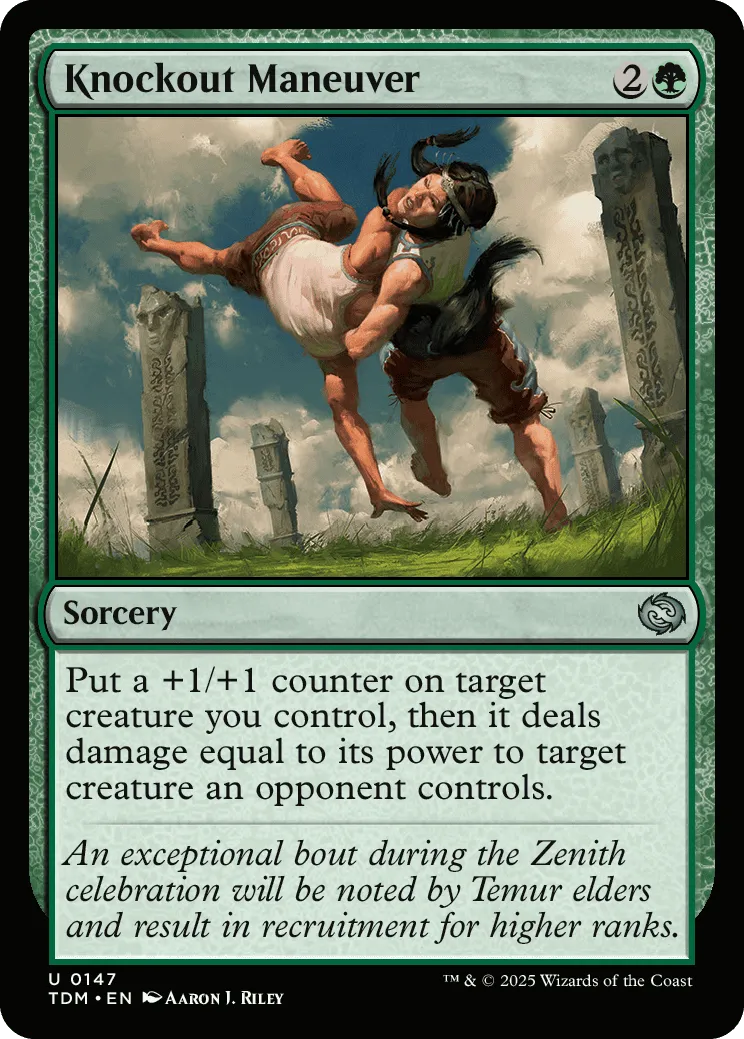 Knockout Maneuver 2
Sorcery
Put a +1/+1 counter on target
creature you control, then it deals
damage equal to its power to target
creature an opponent controls.
An exceptional bout during the Zenith
celebration will be noted by Temur elders
and result in recruitment for higher ranks.
U 0147
TDM • EN Aaron J. Riley
™ & © 2025 Wizards of the Coast